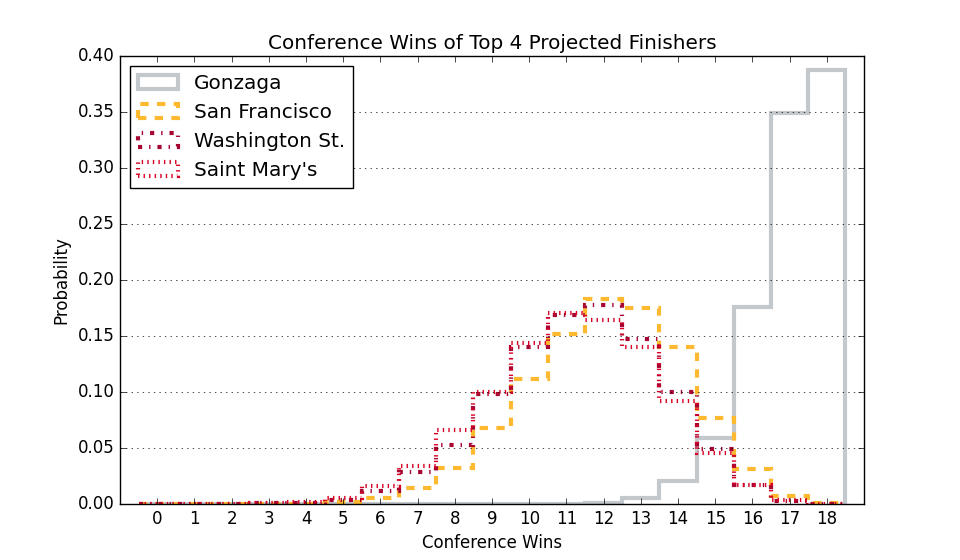 Conference Wins of Top 4 Projected Finishers
0.40
0.35
0.30
0.25
0.20
0.15
0.10
0.05
0.00
Probability
Gonzaga
San Francisco
Washington St.
Saint Mary's
0 1 2 3 4 5 6 7 8 9 10 11 12 13 14 15 16 17 18
Conference Wins